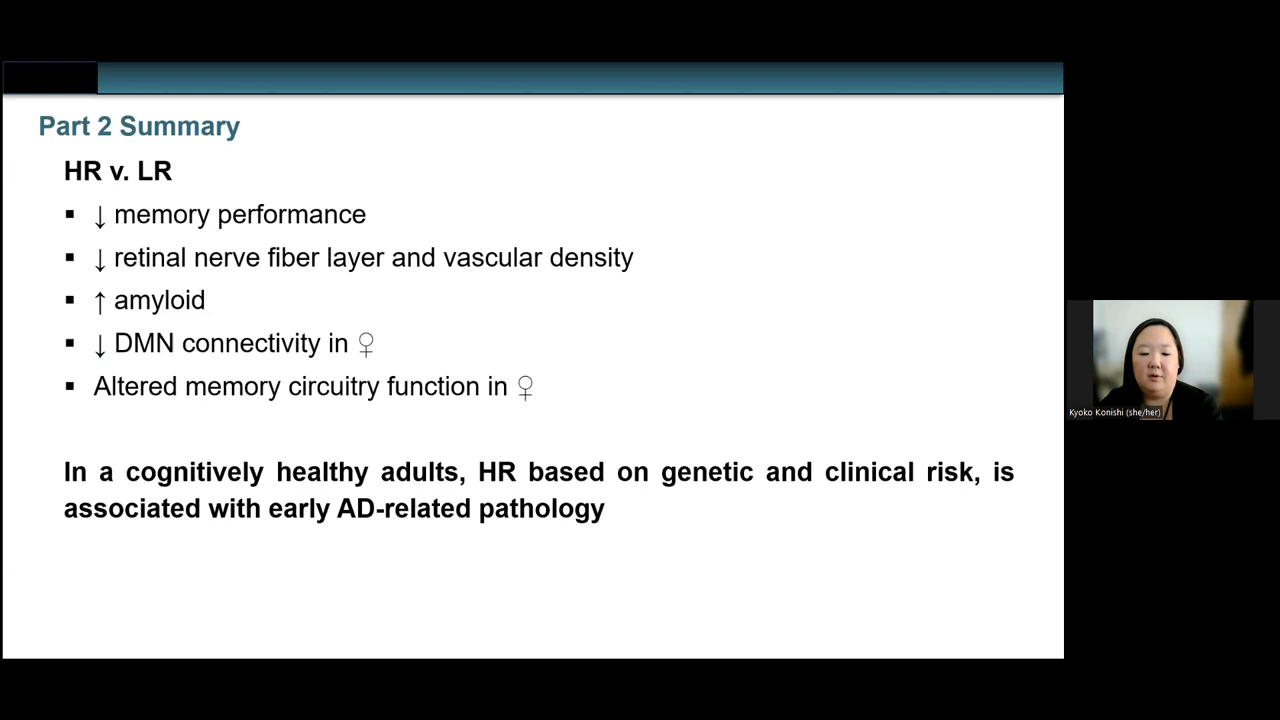 Part 2 Summary
HR v. LR
▪ ↓ memory performance
▪ ↓ retinal nerve fiber layer and vascular density
▪ ↑ amyloid
▪ ↓ DMN connectivity in ♀
▪ Altered memory circuitry function in ♀
In a cognitively healthy adults, HR based on genetic and clinical risk, is
associated with early AD-related pathology
Kyoko Konishi (she/her)